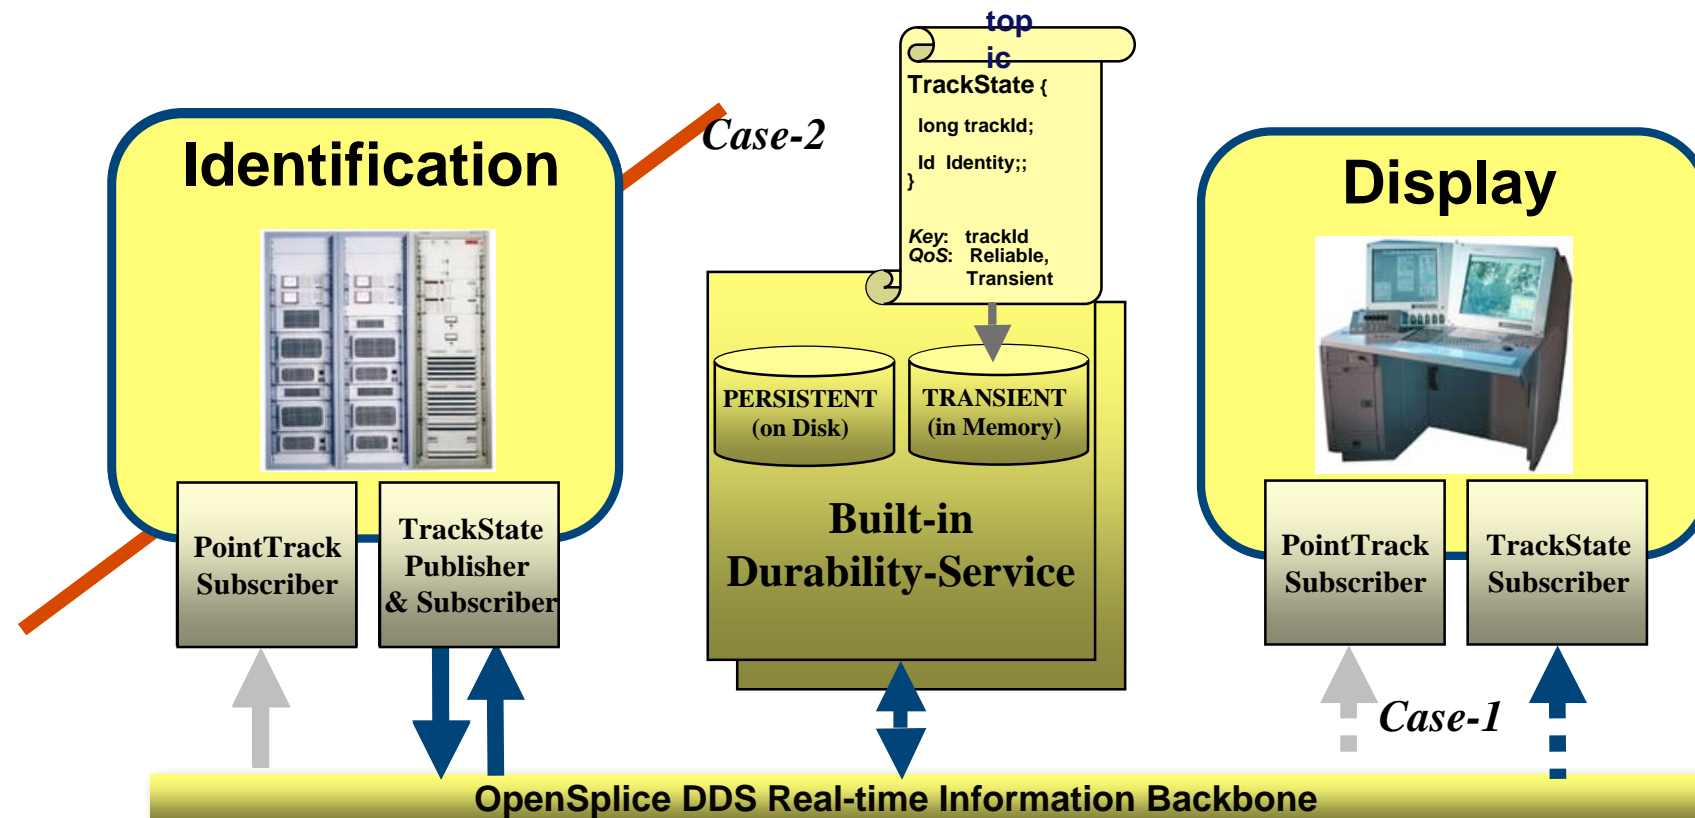 top
ic
TrackState {
long trackId;
Id Identity;;
}
Key: trackId
QoS: Reliable,
Transient
Case-2
Identification
Display
PERSISTENT
(on Disk)
TRANSIENT
(in Memory)
Built-in
Durability-Service
PointTrack
Subscriber
TrackState
Publisher
& Subscriber
PointTrack
Subscriber
TrackState
Subscriber
Case-1
OpenSplice DDS Real-time Information Backbone